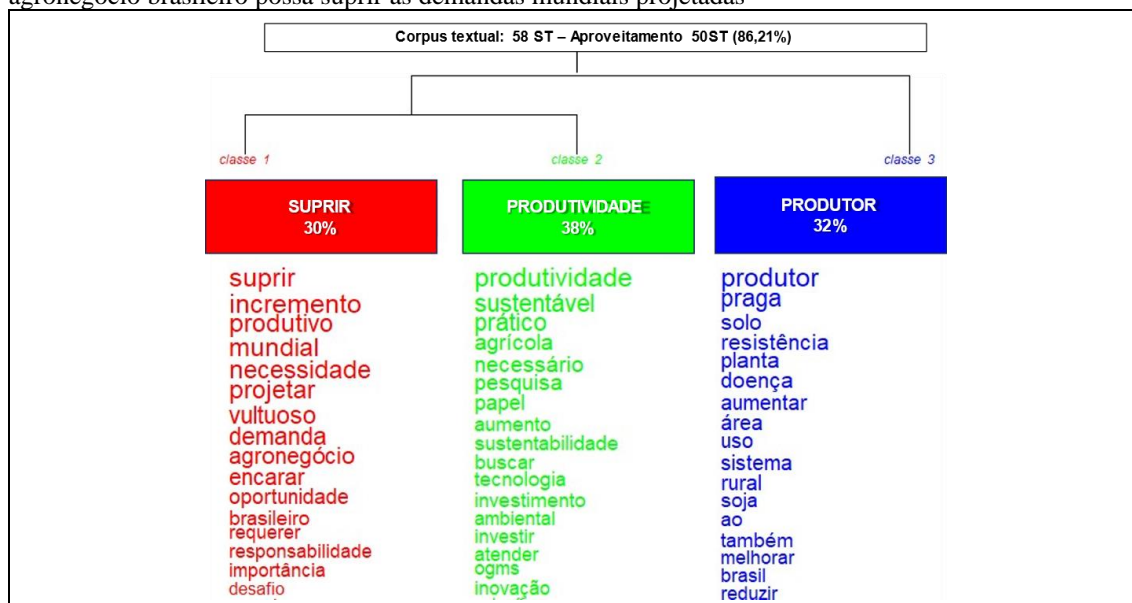 agronegócio brasileiro possa suprir as demandas mundiais projetadas
Corpus textual: 58 ST – Aproveitamento 50ST (86,21%)
classe 1
classe 2
classe 3
SUPRIR
30%
PRODUTIVIDADE
38%
PRODUTOR
32%
suprir
incremento
produtivo
mundial
necessidade
projetar
vultuoso
demanda
agronegócio
encarar
oportunidade
brasileiro
requerer
responsabilidade
importância
desafio
produtividade
sustentável
prático
agrícola
necessário
pesquisa
papel
aumento
sustentabilidade
buscar
tecnologia
investimento
ambiental
investir
atender
ogms
inovação
produtor
praga
solo
resistência
planta
doença
aumentar
área
uso
sistema
rural
soja
ao
também
melhorar
brasil
reduzir